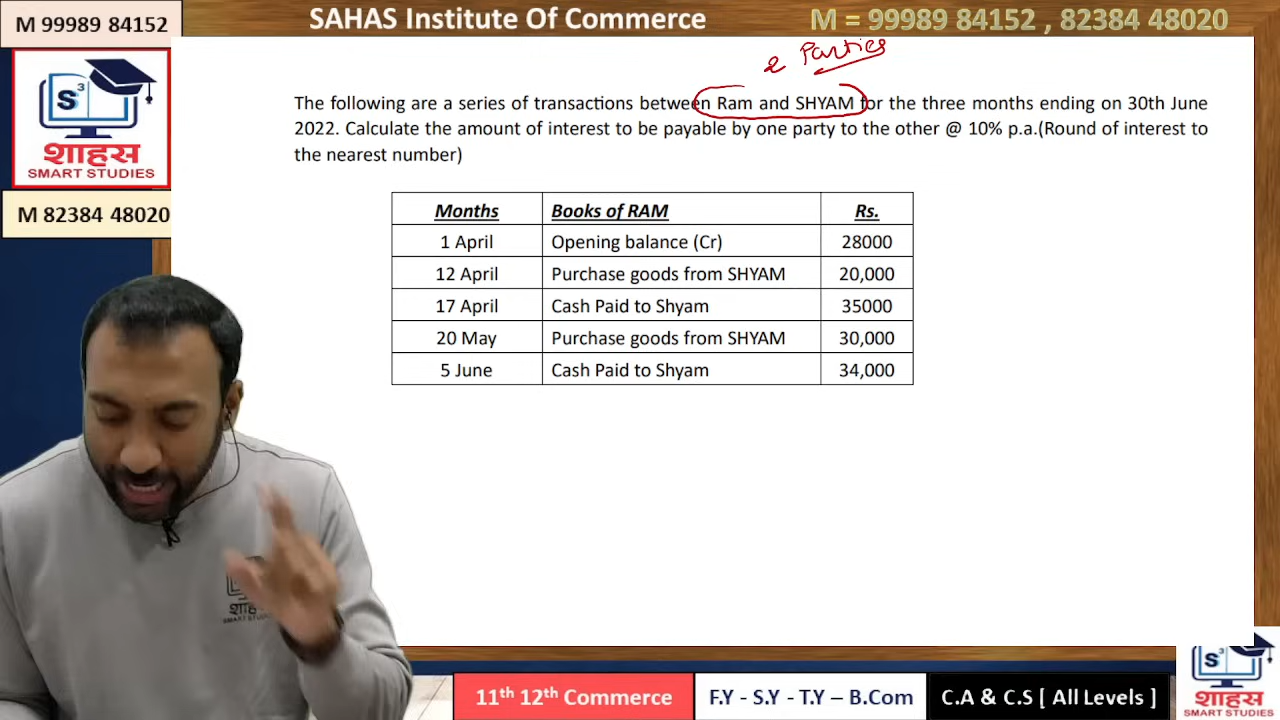 M 99989 84152
SAHAS Institute Of Commerce
M = 99989 84152 , 82384 48020
2 Parties
S3
शाहस
SMART STUDIES
M 82384 48020
The following are a series of transactions between Ram and SHYAM for the three months ending on 30th June
2022. Calculate the amount of interest to be payable by one party to the other @ 10% p.a.(Round of interest to
the nearest number)
Months Books of RAM Rs.
1 April Opening balance (Cr) 28000
12 April Purchase goods from SHYAM 20,000
17 April Cash Paid to Shyam 35000
20 May Purchase goods from SHYAM 30,000
5 June Cash Paid to Shyam 34,000
11th 12th Commerce
F.Y - S.Y - T.Y – B.Com
C.A & C.S [ All Levels ]
S3
शाहस
SMART STUDIES